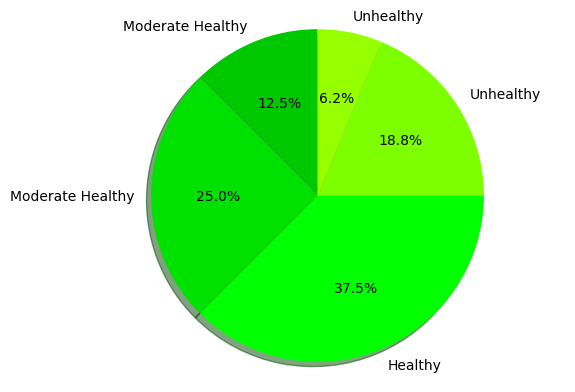 Unhealthy
Moderate Healthy
Unhealthy
6.2%
12.5%
18.8%
Moderate Healthy
25.0%
37.5%
Healthy